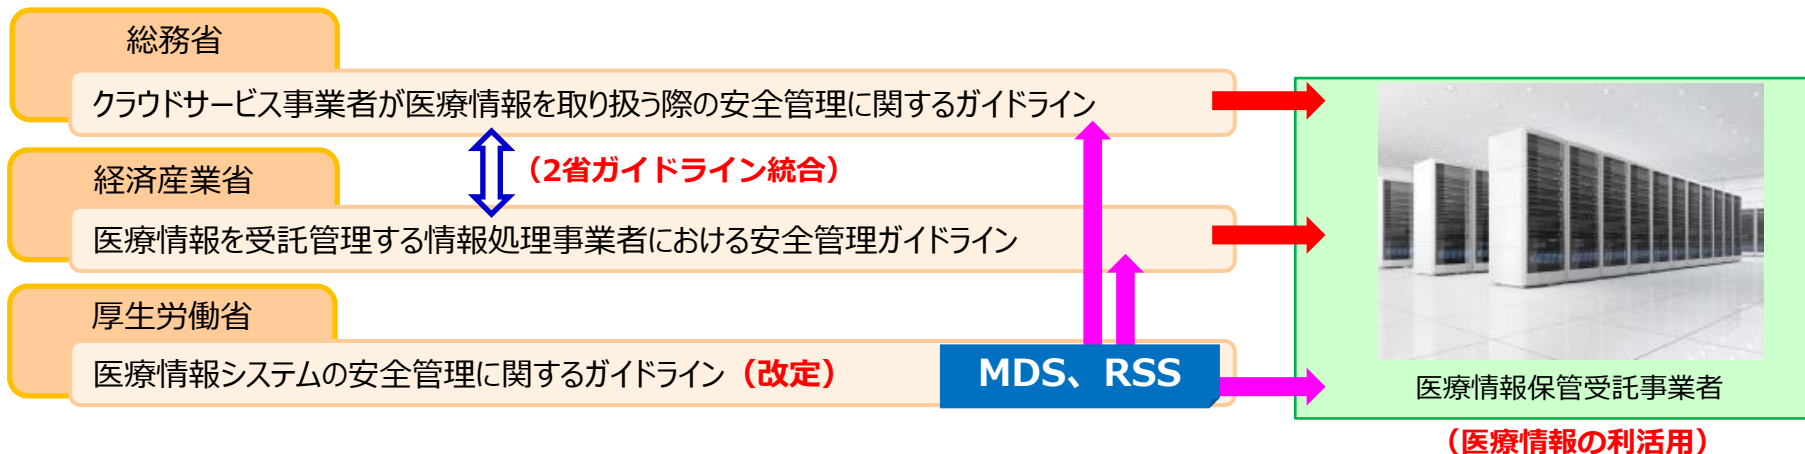 総務省
クラウドサービス事業者が医療情報を取り扱う際の安全管理に関するガイドライン
（2省ガイドライン統合）
経済産業省
医療情報を受託管理する情報処理事業者における安全管理ガイドライン
厚生労働省
医療情報システムの安全管理に関するガイドライン（改定）
MDS、RSS
医療情報保管受託事業者
（医療情報の利活用）